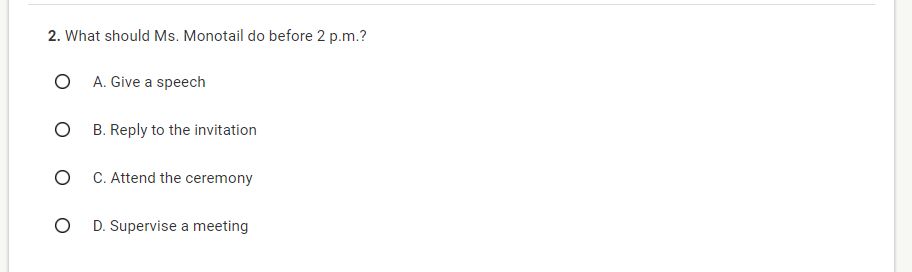 2. What should Ms. Monotail do before 2 p.m.?
A. Give a speech
B. Reply to the invitation
C. Attend the ceremony
D. Supervise a meeting